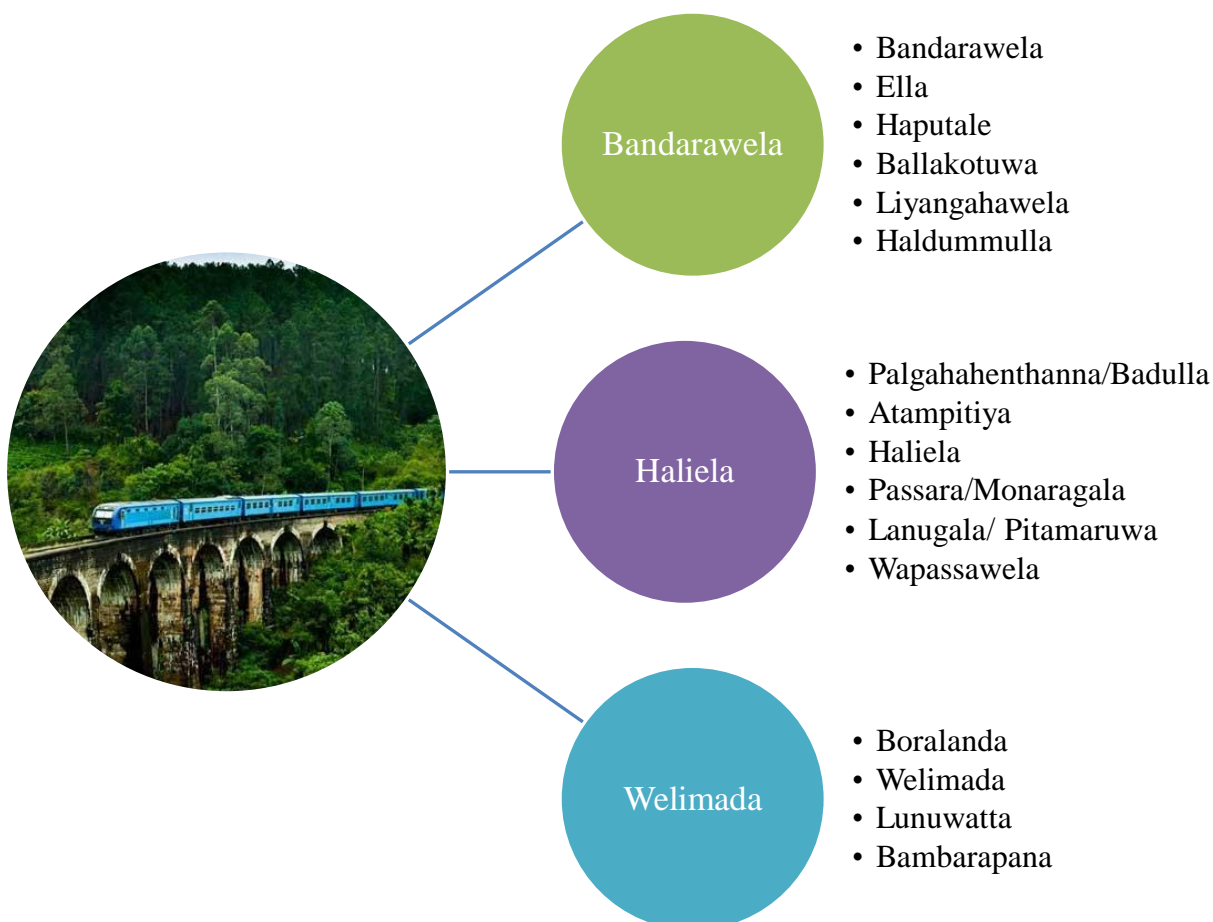 Bandarawela
• Bandarawela
• Ella
• Haputale
• Ballakotuwa
• Liyangahawela
• Haldummulla
Haliela
• Palgahahenthanna/Badulla
• Atampitiya
• Haliela
• Passara/Monaragala
• Lanugala/ Pitamaruwa
• Wapassawela
Welimada
• Boralanda
• Welimada
• Lunuwatta
• Bambarapana